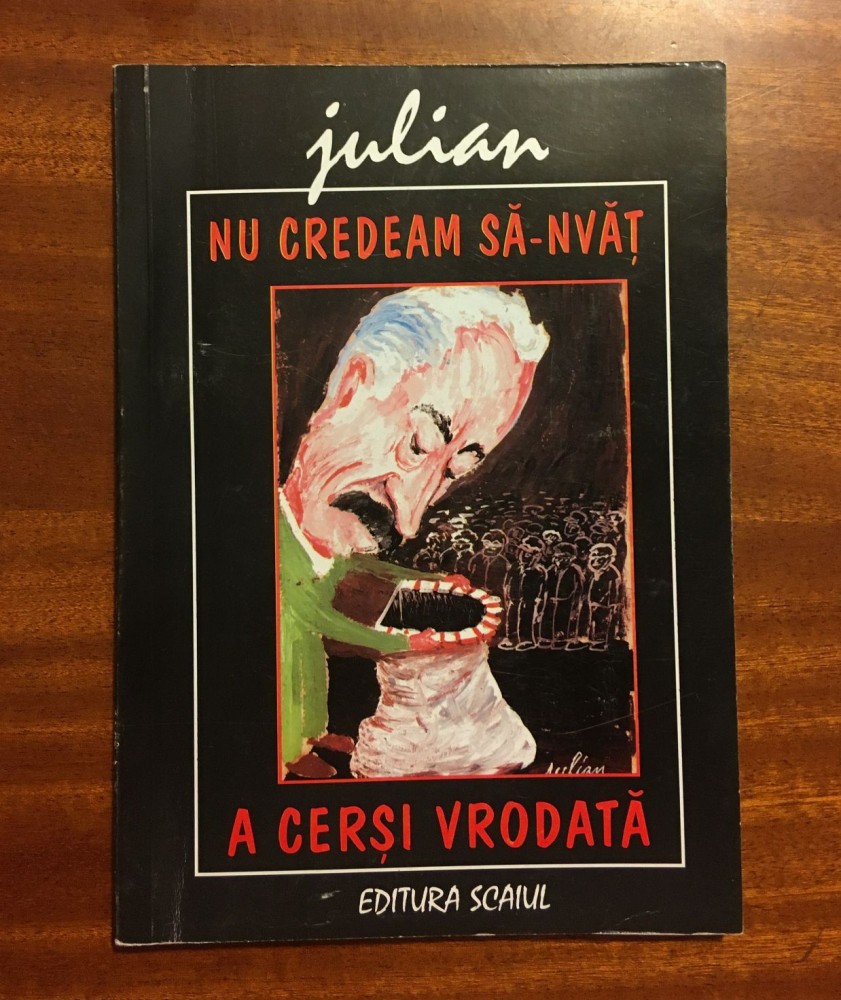 julian
NU CREDEAM SĂ-NVĂȚ
julian
A CERȘI VRODATĂ
EDITURA SCAIUL